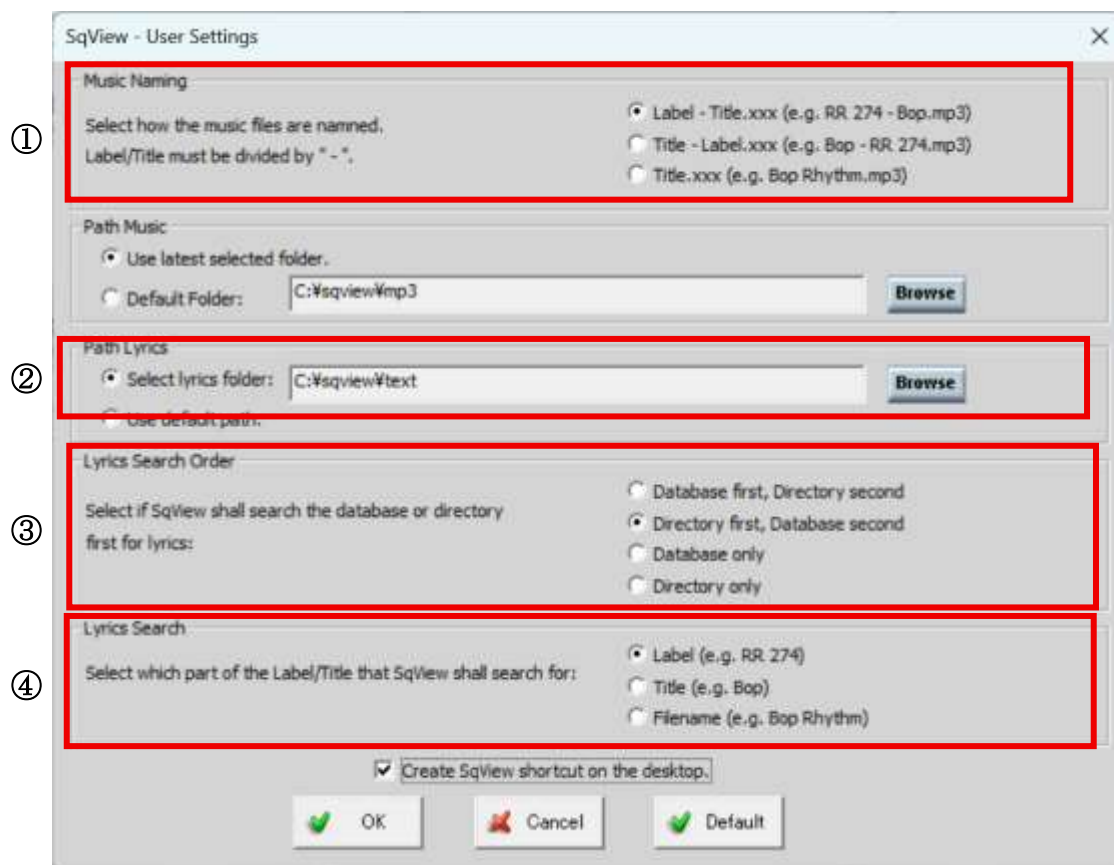 SqView - User Settings
Music Naming
①
Select how the music files are namned.
Label/Title must be divided by " - ".
Label - Title.xxx (e.g. RR 274 - Bop.mp3)
Title - Label.xxx (e.g. Bop - RR 274.mp3)
Title.xxx (e.g. Bop Rhythm.mp3)
Path Music
Use latest selected folder.
Default Folder: C:¥sqview¥mp3 Browse
Path Lyrics
②
Select lyrics folder: C:¥sqview¥text Browse
Use default path.
Lyrics Search Order
③
Select if SqView shall search the database or directory
first for lyrics:
Database first, Directory second
Directory first, Database second
Database only
Directory only
Lyrics Search
④
Select which part of the Label/Title that SqView shall search for:
Label (e.g. RR 274)
Title (e.g. Bop)
Filename (e.g. Bop Rhythm)
Create SqView shortcut on the desktop.
OK Cancel Default